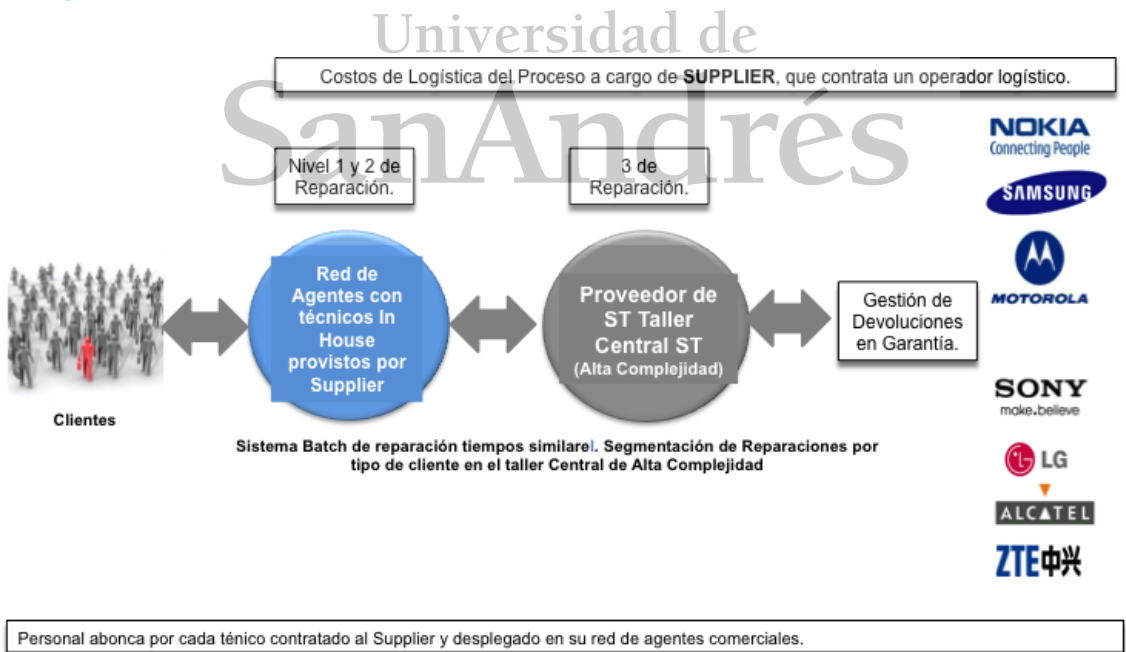 Universidad de
SanAndrés
Costos de Logística del Proceso a cargo de SUPPLIER, que contrata un operador logístico.
Nivel 1 y 2 de
Reparación.
3 de
Reparación.
Red de
Agentes con
técnicos In
House
provistos por
Supplier
Proveedor de
ST Taller
Central ST
(Alta Complejidad)
Gestión de
Devoluciones
en Garantía.
Clientes
Sistema Batch de reparación tiempos similarel. Segmentación de Reparaciones por
tipo de cliente en el taller Central de Alta Complejidad
NOKIA
Connecting People
SAMSUNG
MOTOROLA
SONY
make.believe
LG
ALCATEL
ZTE中兴
Personal abonca por cada ténico contratado al Supplier y desplegado en su red de agentes comerciales.